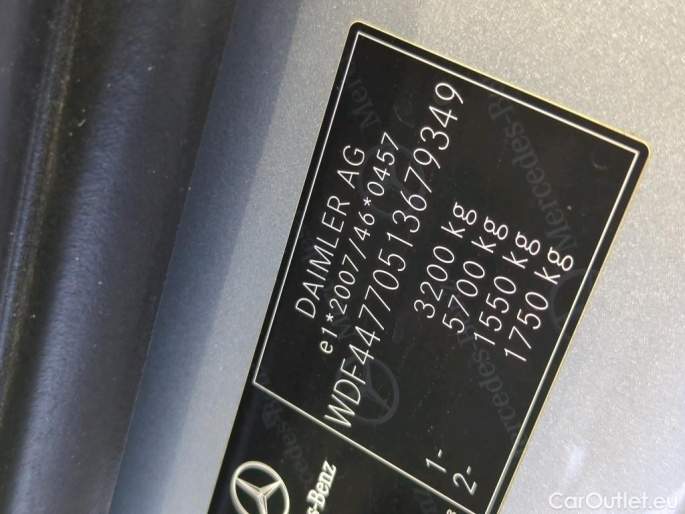 DAIMLER AG
e1*2007/46*0457
WDF44770513679349
3200 kg
5700 kg
1- 1550 kg
2- 1750 kg
Mercedes-Benz
CarOutlet.eu